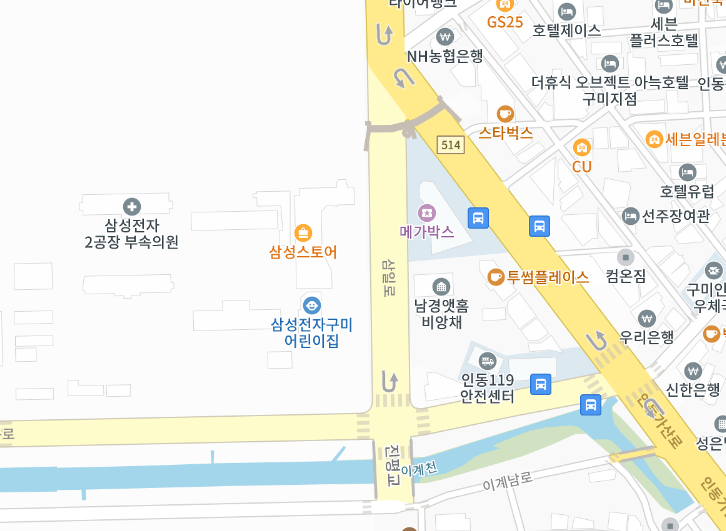 타이어뱅크
GS25
호텔제이스
세븐
플러스호텔
NH농협은행
더휴식 오브젝트 아늑호텔
구미지점
인동
스타벅스
514
CU
세븐일레븐
호텔유럽
선주장여관
삼성전자
2공장 부속의원
삼성스토어
메가박스
삼일로
투썸플레이스
컴온짐
남경앳홈
비앙채
구미인
우체국
삼성전자구미
어린이집
우리은행
인동119
안전센터
신한은행
인동가산로
로
진평교
이계천
이계남로
성은
인동가